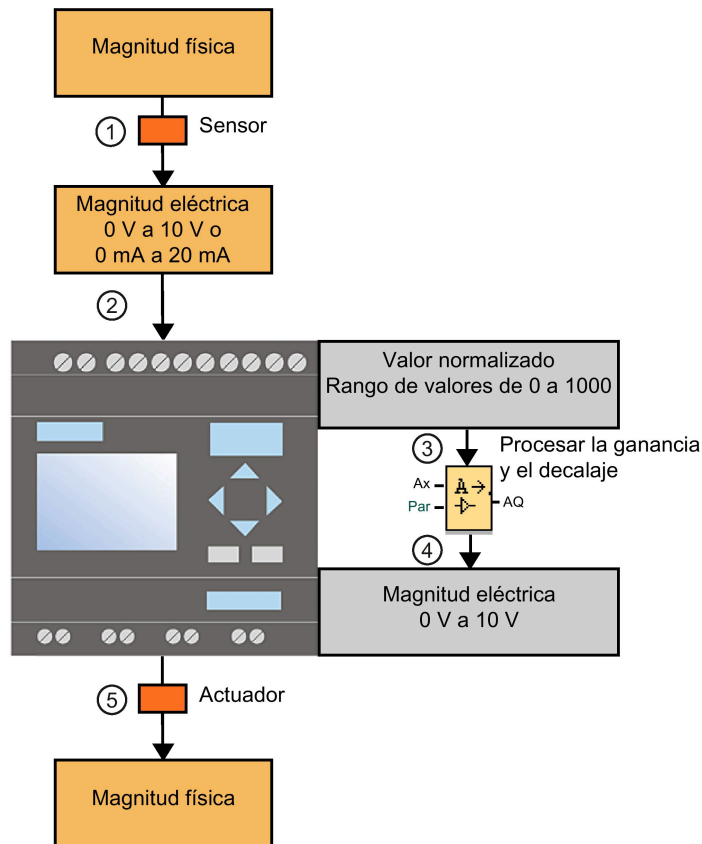 Magnitud física
1
Sensor
Magnitud eléctrica
0 V a 10 V o
0 mA a 20 mA
2
Valor normalizado
Rango de valores de 0 a 1000
3
Procesar la ganancia
y el decalaje
Ax
A
Par
AQ
4
Magnitud eléctrica
0 V a 10 V
5
Actuador
Magnitud física